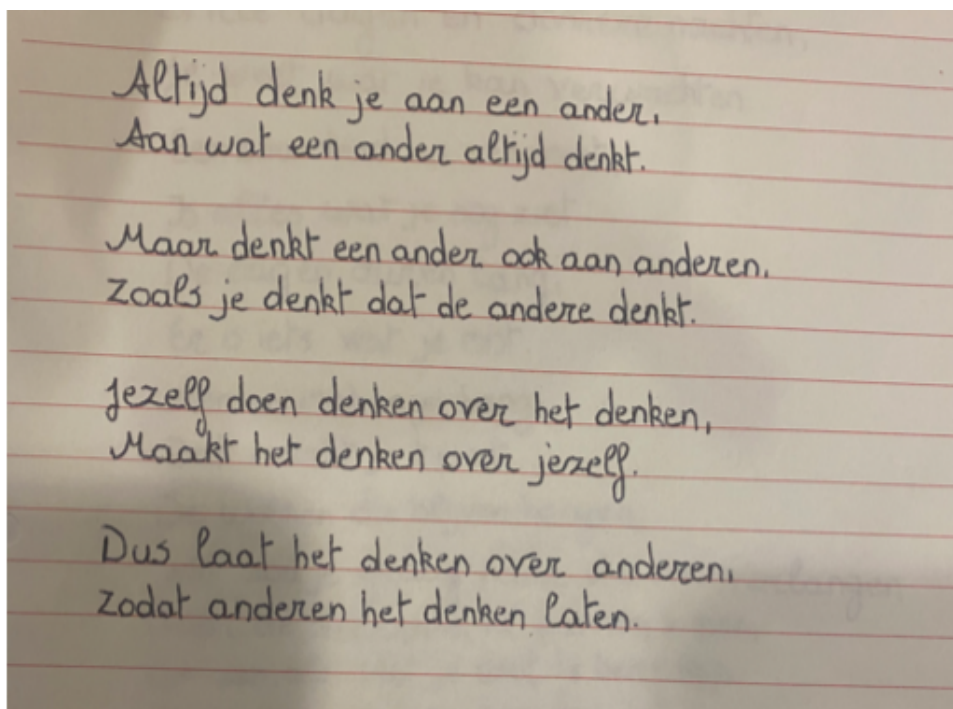 Altijd denk je aan een ander,
Aan wat een ander altijd denkt.
Maar denkt een ander ook aan anderen,
Zoals je denkt dat de andere denkt.
Jezelf doen denken over het denken,
Maakt het denken over jezelf.
Dus laat het denken over anderen,
Zodat anderen het denken laten.